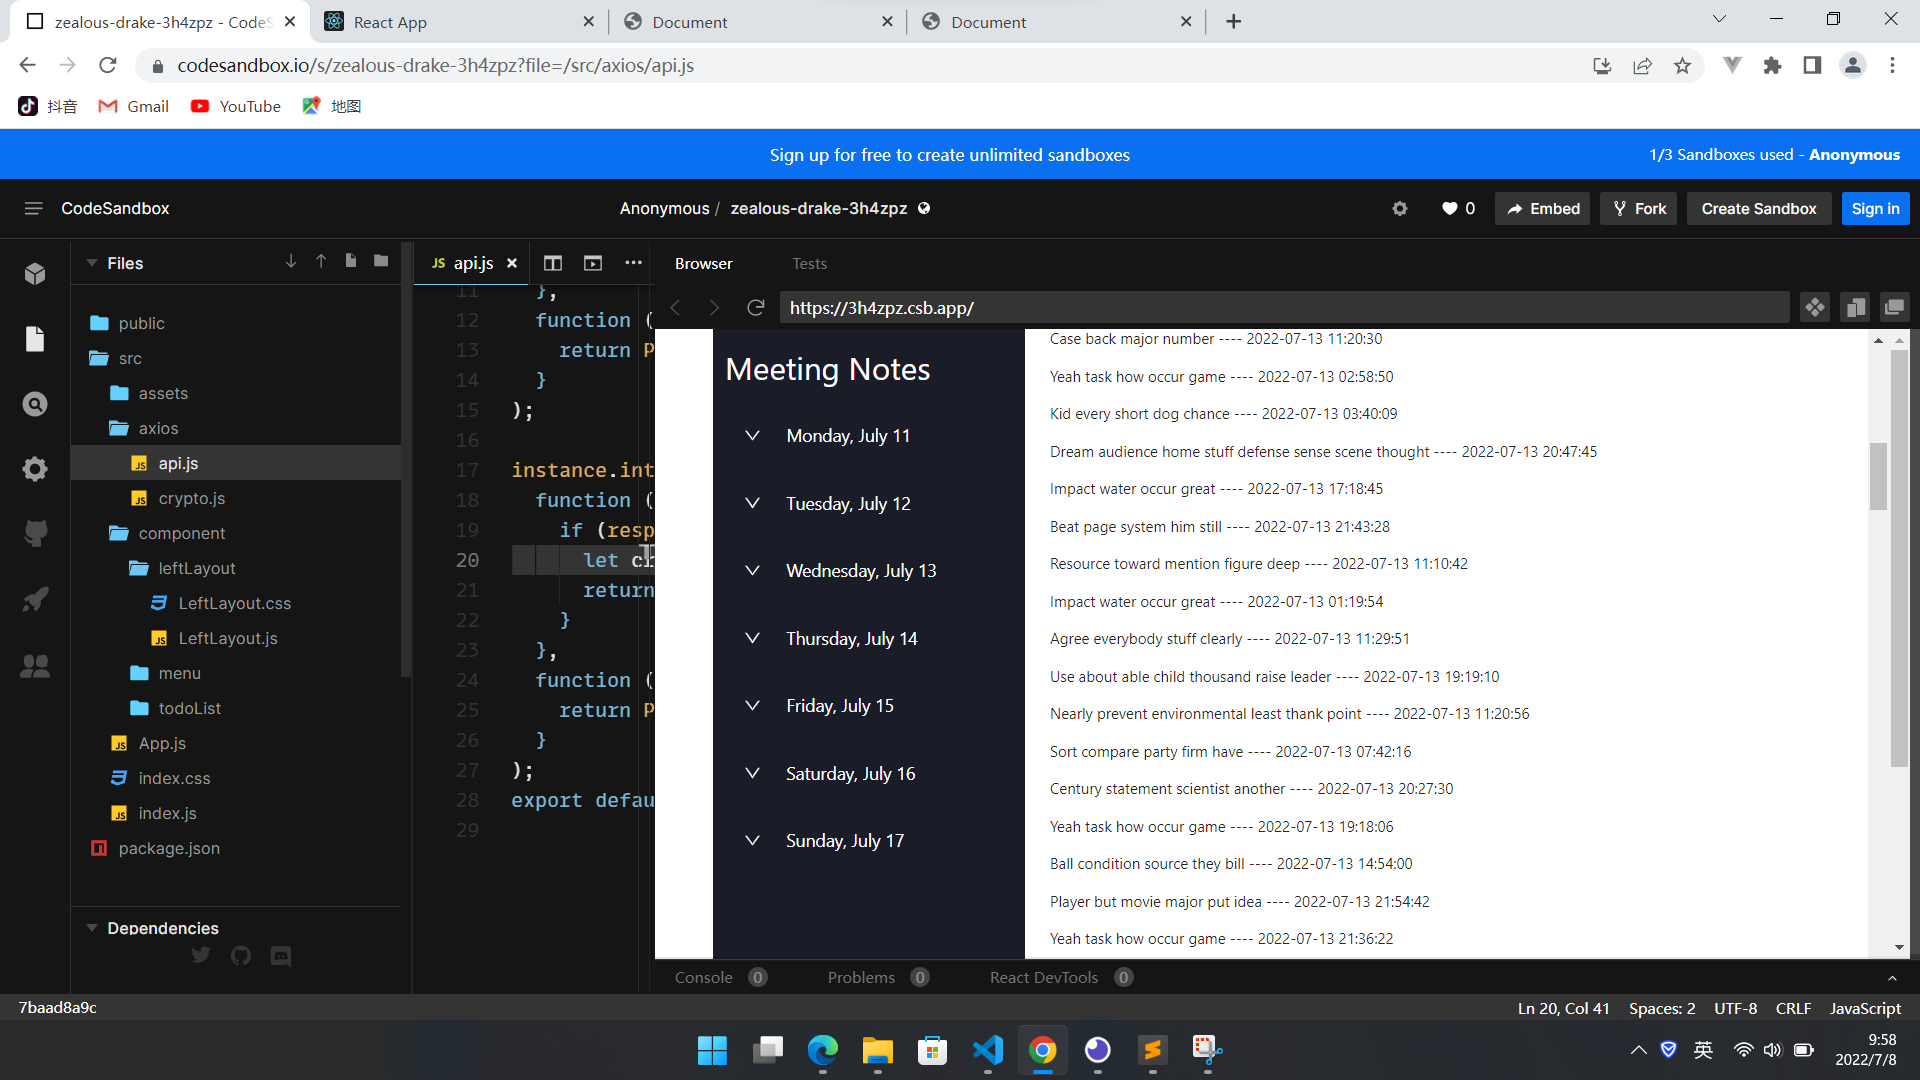 zealous-drake-3h4zpz - CodeS
React App
Document
Document
codesandbox.io/s/zealous-drake-3h4zpz?file=/src/axios/api.js
抖音
Gmail
YouTube
地图
Sign up for free to create unlimited sandboxes
1/3 Sandboxes used - Anonymous
CodeSandbox
Anonymous / zealous-drake-3h4zpz
0
Embed
Fork
Create Sandbox
Sign in
Files
public
src
assets
axios
JS api.js
JS crypto.js
component
leftLayout
LeftLayout.css
JS LeftLayout.js
menu
todoList
JS App.js
index.css
JS index.js
package.json
Dependencies
JS api.js
11 },
12 function (
13 return P
14 }
15 );
16
17 instance.int
18 function (
19 if (resp
20 let cr
21 return
22 }
23 },
24 function (
25 return P
26 }
27 );
28 export defau
29
Browser
Tests
https://3h4zpz.csb.app/
Meeting Notes
Monday, July 11
Tuesday, July 12
Wednesday, July 13
Thursday, July 14
Friday, July 15
Saturday, July 16
Sunday, July 17
Case back major number ---- 2022-07-13 11:20:30
Yeah task how occur game ---- 2022-07-13 02:58:50
Kid every short dog chance ---- 2022-07-13 03:40:09
Dream audience home stuff defense sense scene thought ---- 2022-07-13 20:47:45
Impact water occur great ---- 2022-07-13 17:18:45
Beat page system him still ---- 2022-07-13 21:43:28
Resource toward mention figure deep ---- 2022-07-13 11:10:42
Impact water occur great ---- 2022-07-13 01:19:54
Agree everybody stuff clearly ---- 2022-07-13 11:29:51
Use about able child thousand raise leader ---- 2022-07-13 19:19:10
Nearly prevent environmental least thank point ---- 2022-07-13 11:20:56
Sort compare party firm have ---- 2022-07-13 07:42:16
Century statement scientist another ---- 2022-07-13 20:27:30
Yeah task how occur game ---- 2022-07-13 19:18:06
Ball condition source they bill ---- 2022-07-13 14:54:00
Player but movie major put idea ---- 2022-07-13 21:54:42
Yeah task how occur game ---- 2022-07-13 21:36:22
Console 0
Problems 0
React DevTools 0
7baad8a9c
Ln 20, Col 41
Spaces: 2
UTF-8
CRLF
JavaScript
英
9:58
2022/7/8